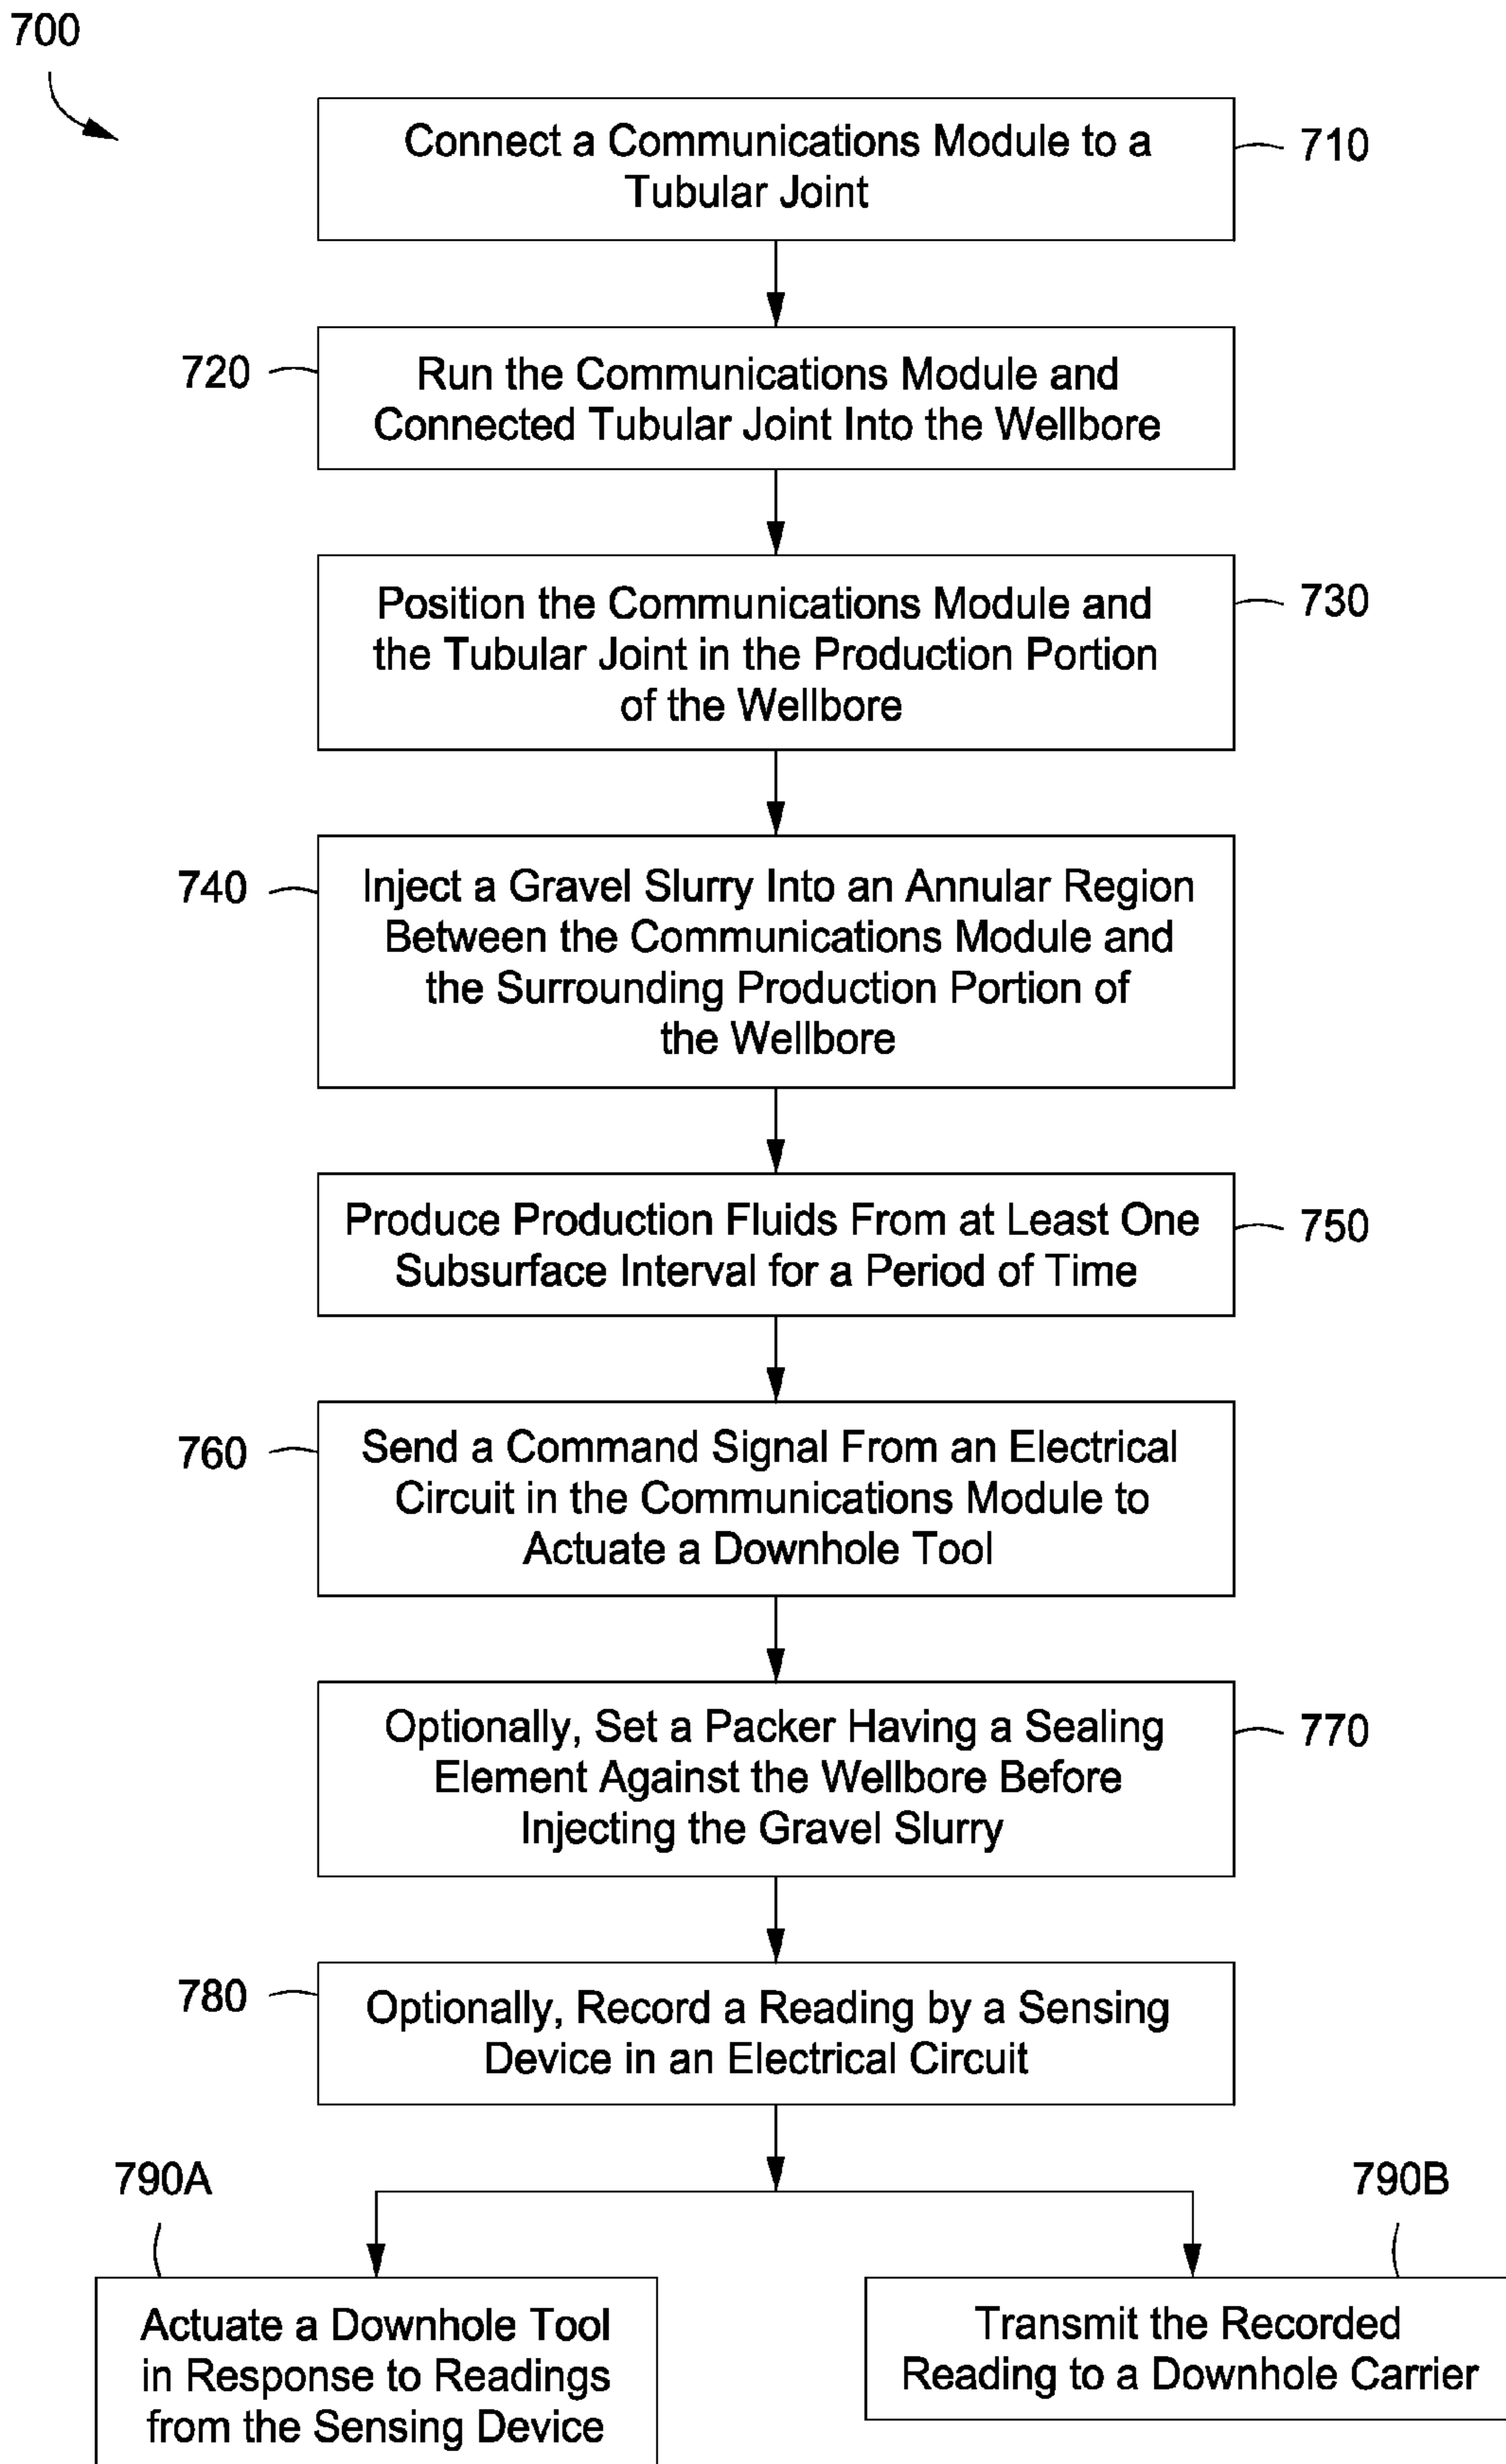 700
Connect a Communications Module to a
Tubular Joint
710
720
Run the Communications Module and
Connected Tubular Joint Into the Wellbore
Position the Communications Module and
the Tubular Joint in the Production Portion
of the Wellbore
730
740
Inject a Gravel Slurry Into an Annular Region
Between the Communications Module and
the Surrounding Production Portion of
the Wellbore
Produce Production Fluids From at Least One
Subsurface Interval for a Period of Time
750
760
Send a Command Signal From an Electrical
Circuit in the Communications Module to
Actuate a Downhole Tool
Optionally, Set a Packer Having a Sealing
Element Against the Wellbore Before
Injecting the Gravel Slurry
770
780
Optionally, Record a Reading by a Sensing
Device in an Electrical Circuit
790A
790B
Actuate a Downhole Tool
in Response to Readings
from the Sensing Device
Transmit the Recorded
Reading to a Downhole Carrier